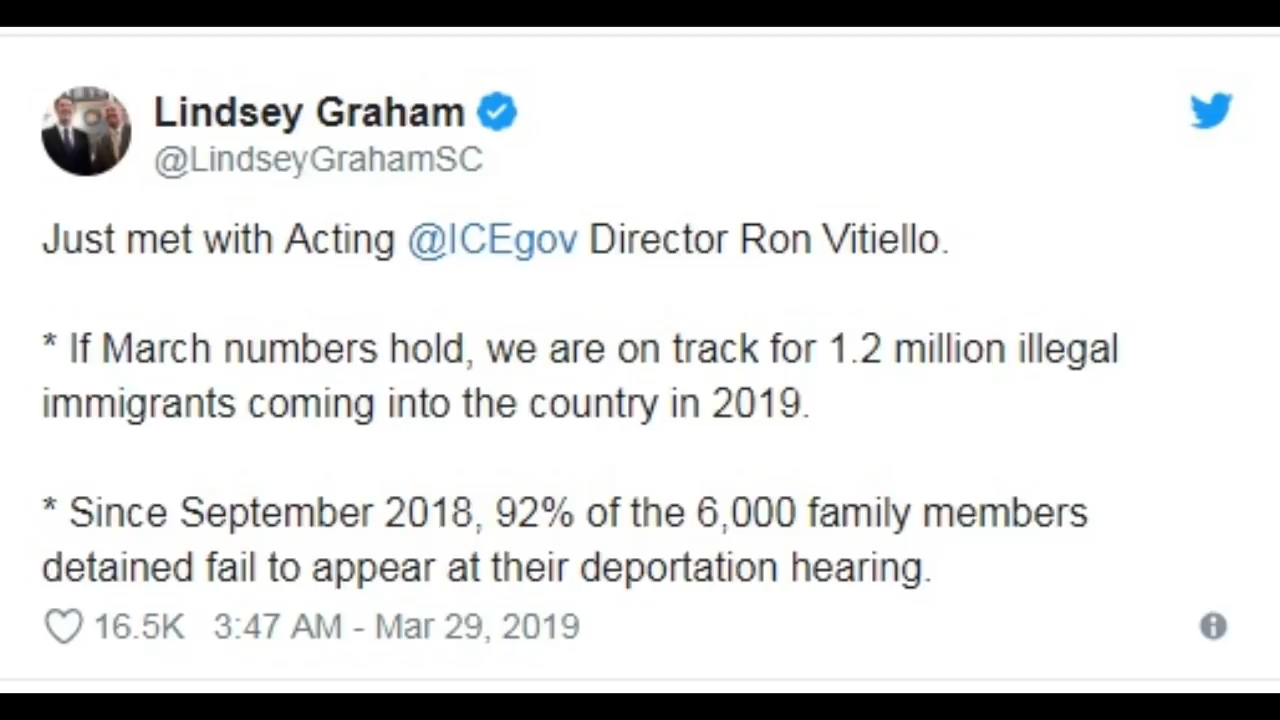 Lindsey Graham
@LindseyGrahamSC
Just met with Acting @ICEgov Director Ron Vitiello.
* If March numbers hold, we are on track for 1.2 million illegal
immigrants coming into the country in 2019.
* Since September 2018, 92% of the 6,000 family members
detained fail to appear at their deportation hearing.
16.5K 3:47 AM - Mar 29, 2019